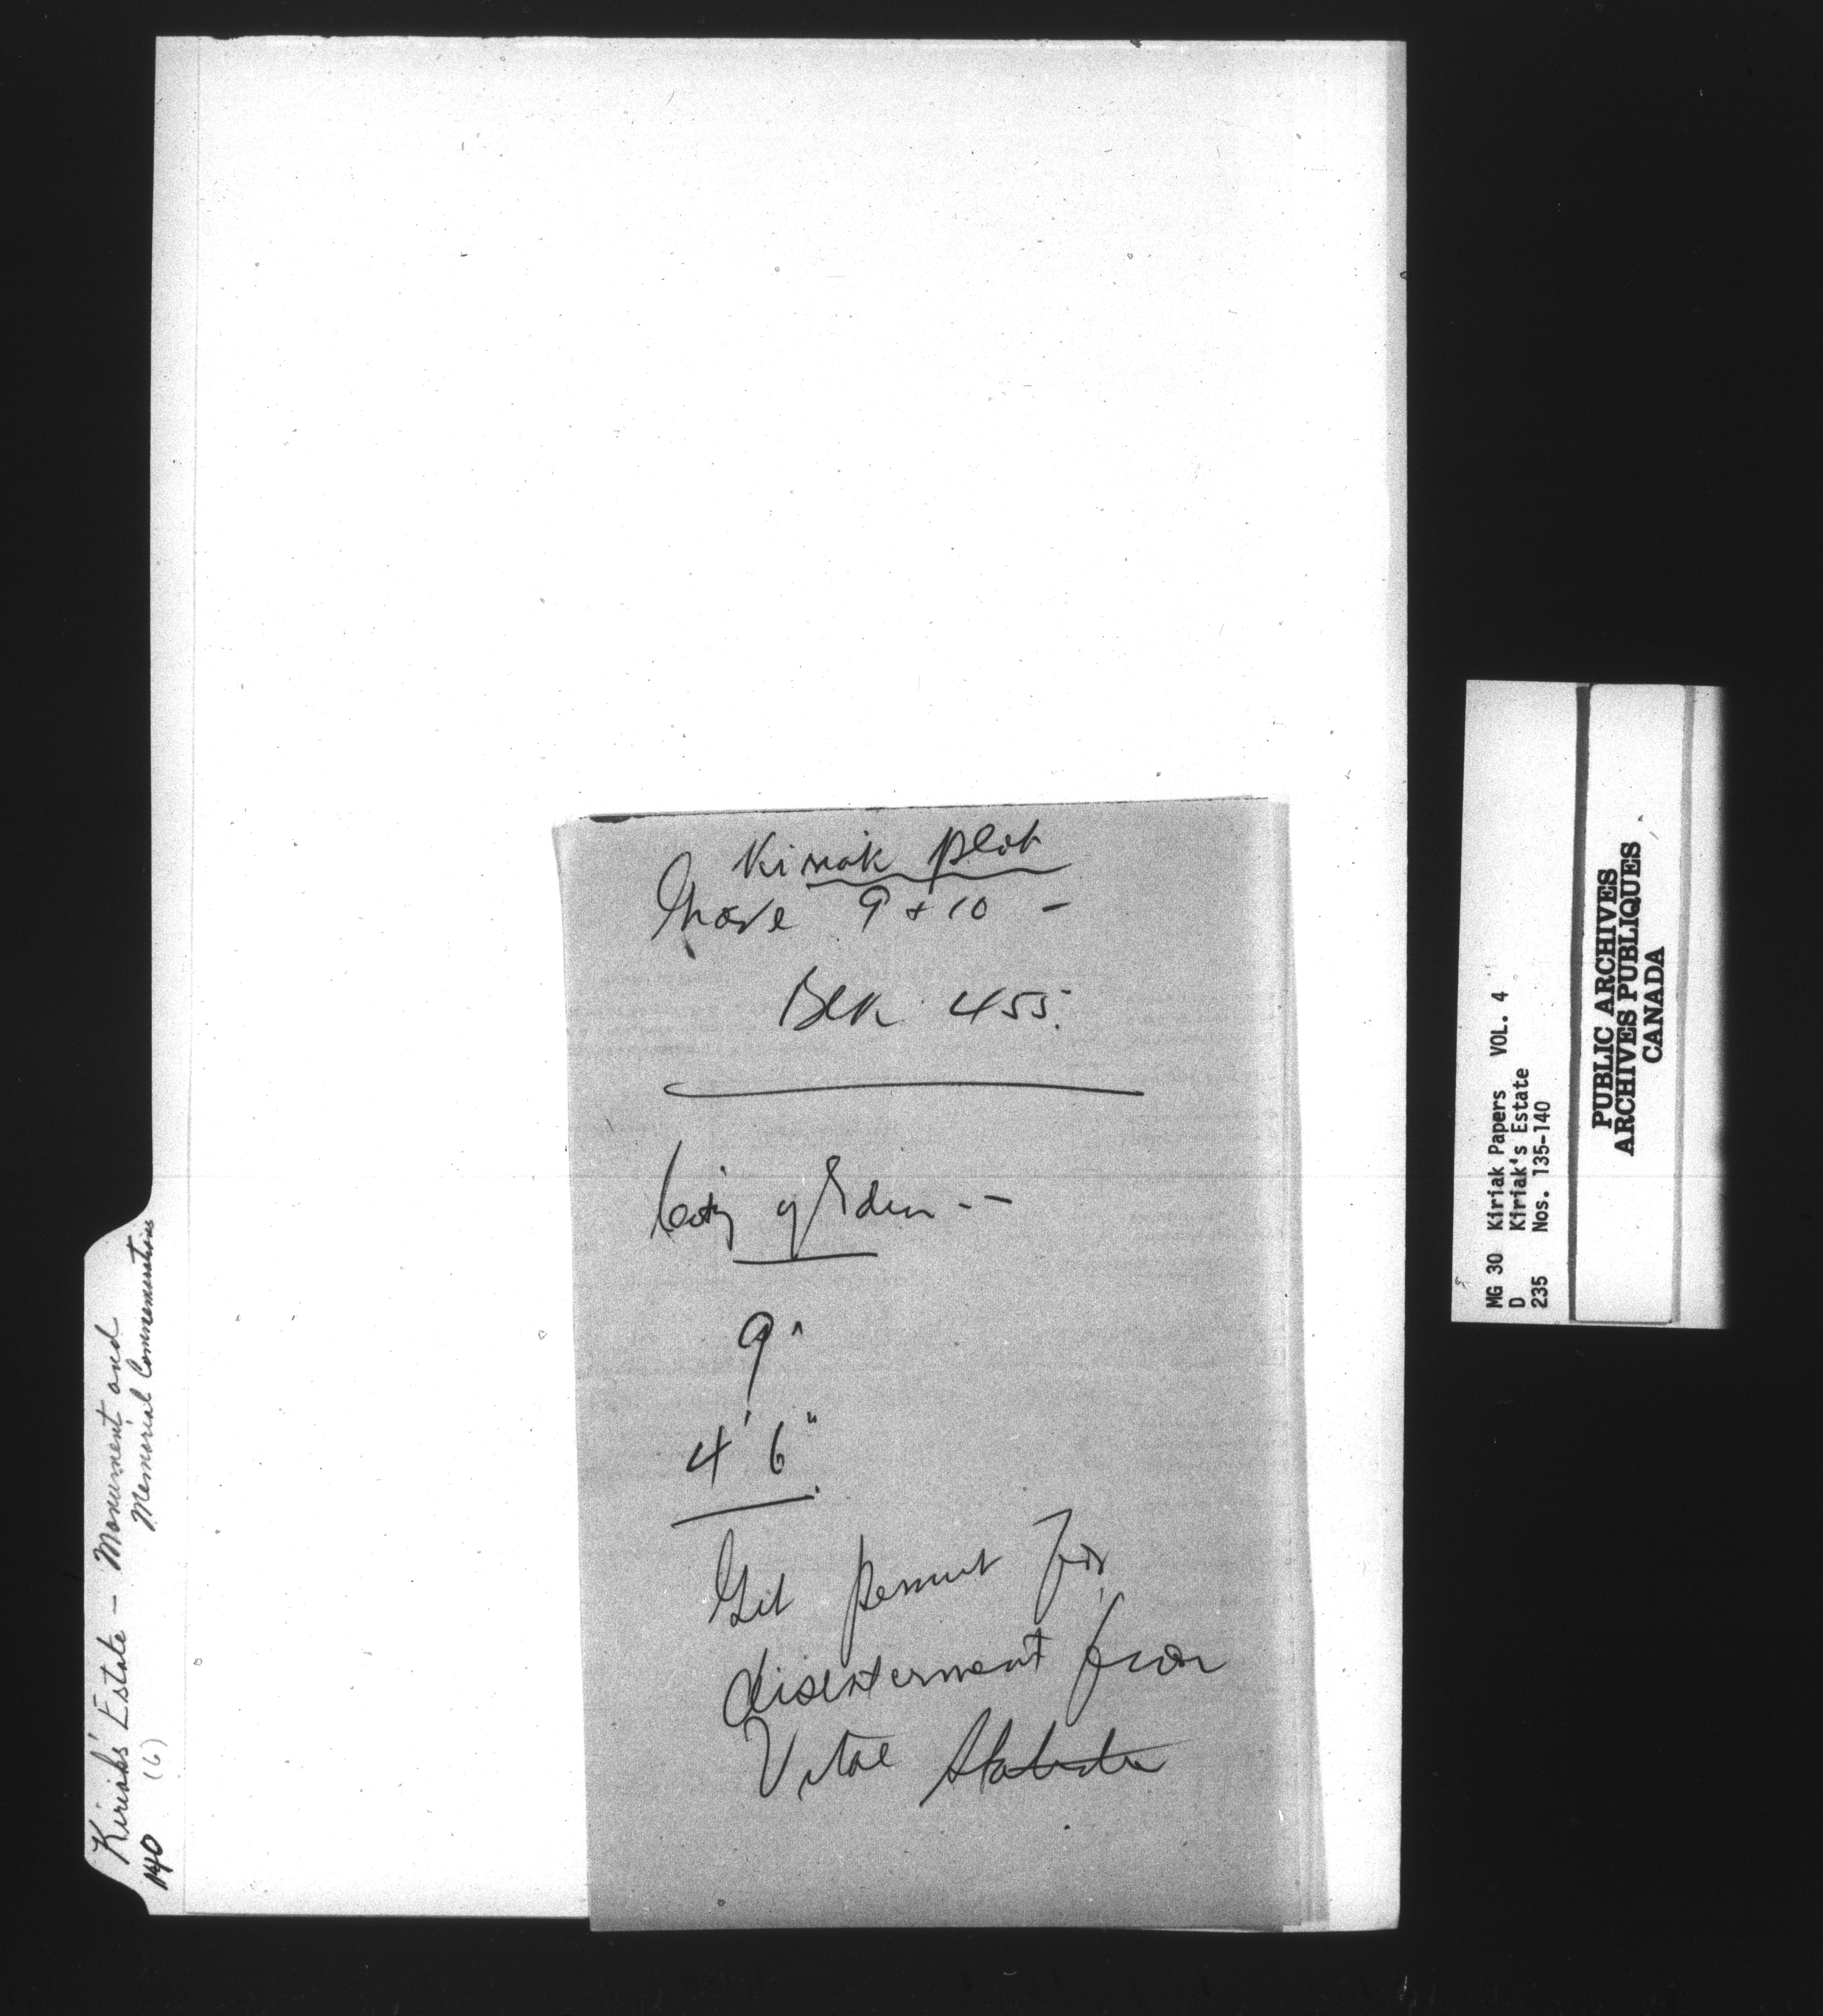 Kiriak plot
Grave 9 + 10 -
Blk 455.
City of Edm - -
9'
4' 6"
Get permit for
disinterment from
Vital Statistics
Kiriak's Estate - Monument and
Memorial Commemorations
140 (6)
MG 30 Kiriak Papers VOL. 4
D Kiriak's Estate
235 Nos. 135-140
PUBLIC ARCHIVES
ARCHIVES PUBLIQUES
CANADA